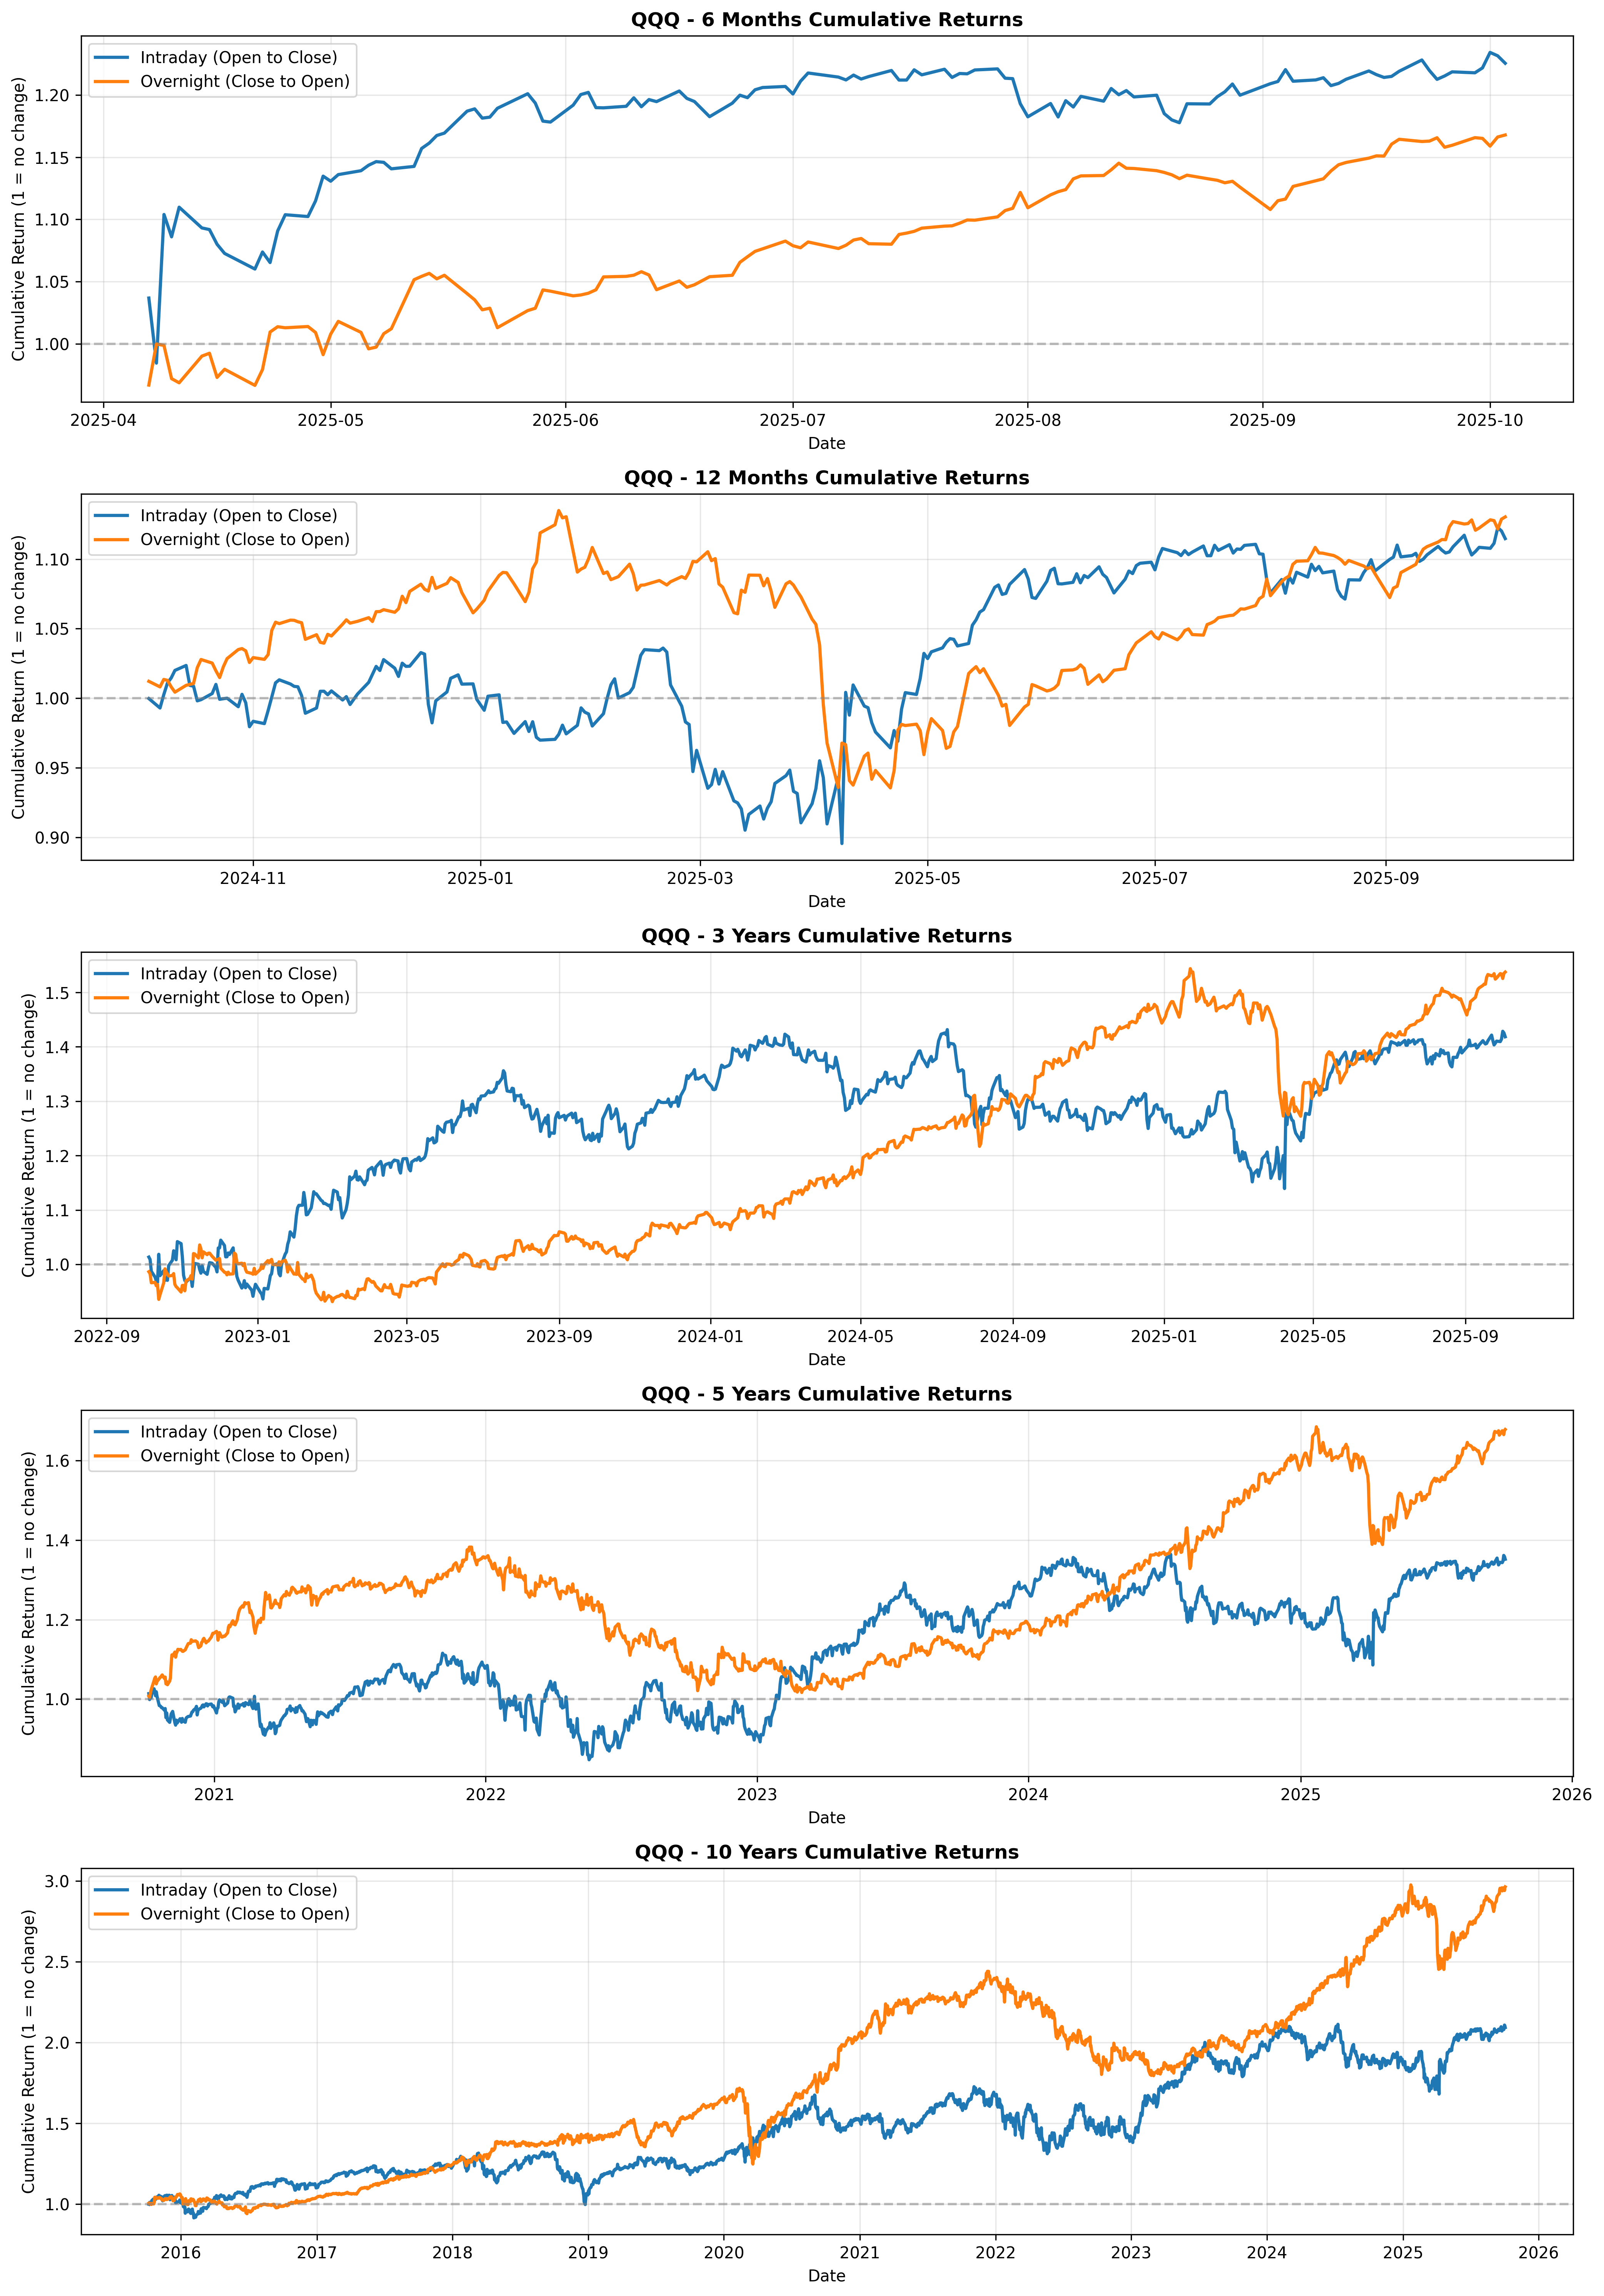 QQQ - 6 Months Cumulative Returns
Intraday (Open to Close)
Overnight (Close to Open)
Cumulative Return (1 = no change)
1.20
1.15
1.10
1.05
1.00
2025-04 2025-05 2025-06 2025-07 2025-08 2025-09 2025-10
Date
QQQ - 12 Months Cumulative Returns
Intraday (Open to Close)
Overnight (Close to Open)
Cumulative Return (1 = no change)
1.10
1.05
1.00
0.95
0.90
2024-11 2025-01 2025-03 2025-05 2025-07 2025-09
Date
QQQ - 3 Years Cumulative Returns
Intraday (Open to Close)
Overnight (Close to Open)
Cumulative Return (1 = no change)
1.5
1.4
1.3
1.2
1.1
1.0
2022-09 2023-01 2023-05 2023-09 2024-01 2024-05 2024-09 2025-01 2025-05 2025-09
Date
QQQ - 5 Years Cumulative Returns
Intraday (Open to Close)
Overnight (Close to Open)
Cumulative Return (1 = no change)
1.6
1.4
1.2
1.0
2021 2022 2023 2024 2025 2026
Date
QQQ - 10 Years Cumulative Returns
Intraday (Open to Close)
Overnight (Close to Open)
Cumulative Return (1 = no change)
3.0
2.5
2.0
1.5
1.0
2016 2017 2018 2019 2020 2021 2022 2023 2024 2025 2026
Date